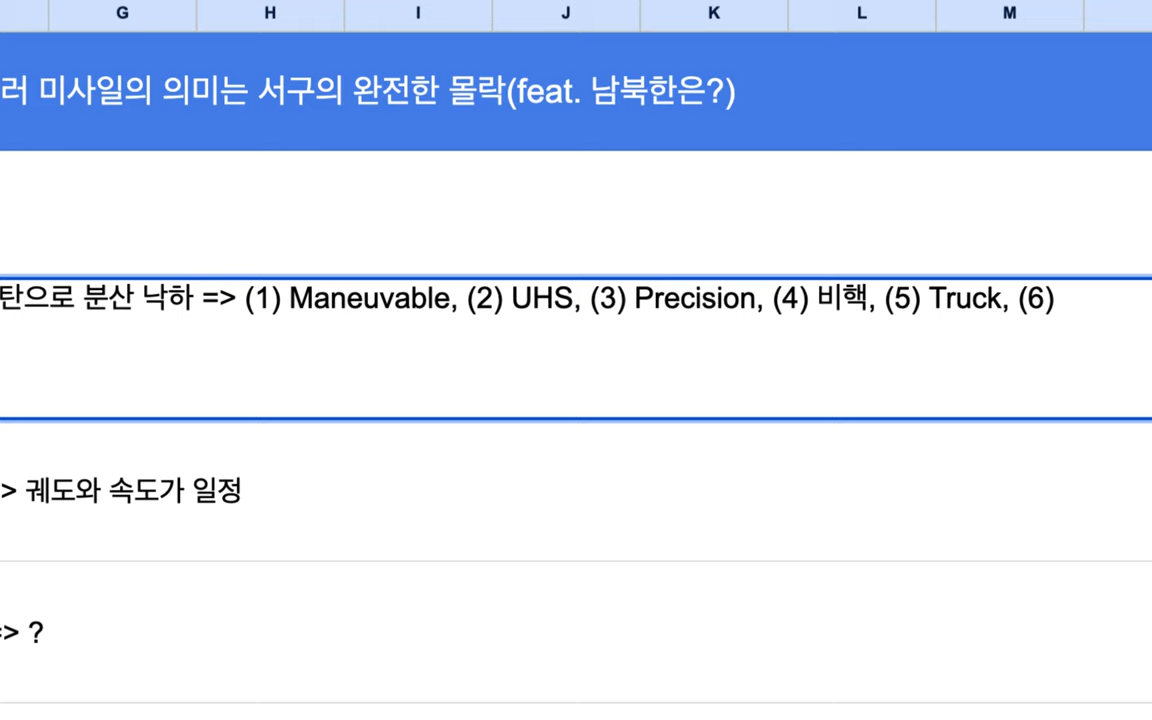 G H I J K L M
러 미사일의 의미는 서구의 완전한 몰락(feat. 남북한은?)
탄으로 분산 낙하 => (1) Maneuvable, (2) UHS, (3) Precision, (4) 비핵, (5) Truck, (6)
> 궤도와 속도가 일정
=> ?